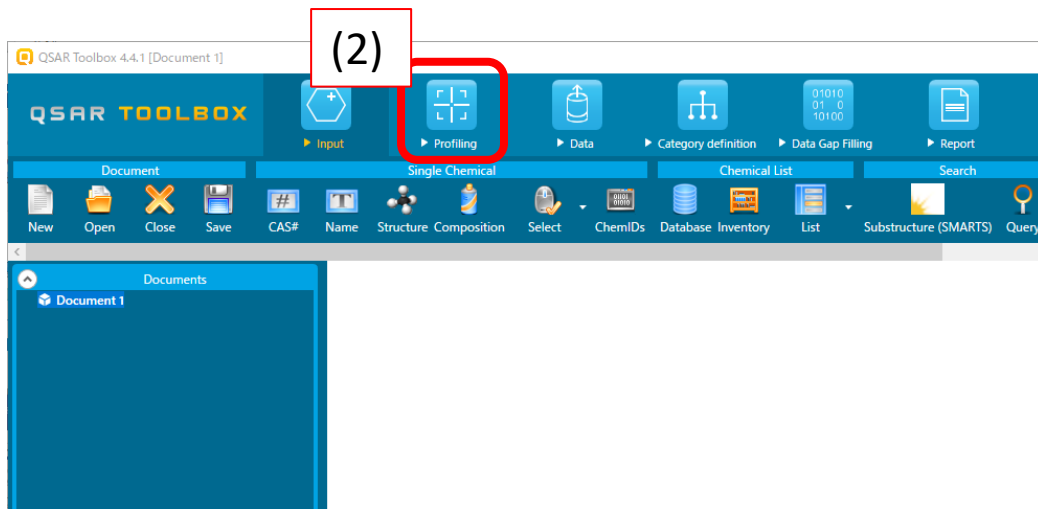 (2)
QSAR Toolbox 4.4.1 [Document 1]
QSAR TOOLBOX
01010
01 0
10100
Input
Profiling
Data
Category definition
Data Gap Filling
Report
Document
Single Chemical
Chemical List
Search
#
T
New
Open
Close
Save
CAS#
Name
Structure
Composition
Select
ChemIDs
Database
Inventory
List
Substructure (SMARTS)
Query
Documents
Document 1